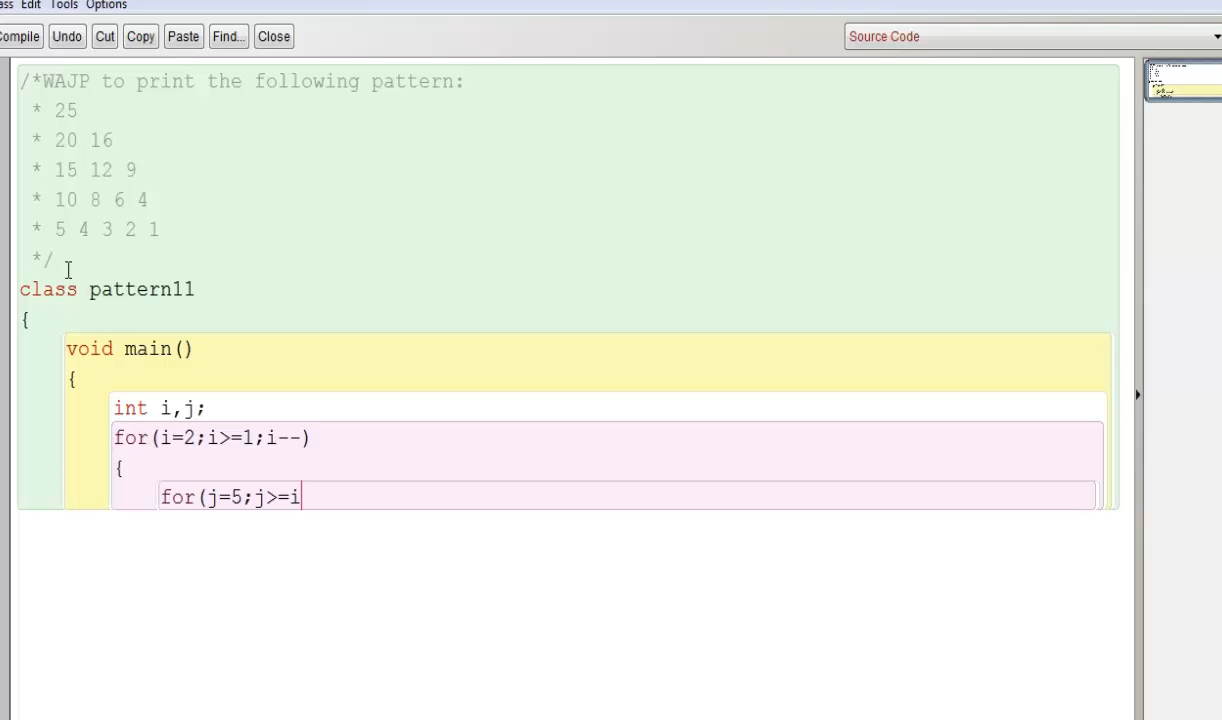 ass Edit Tools Options
Compile Undo Cut Copy Paste Find... Close Source Code
/*WAJP to print the following pattern:
* 25
* 20 16
* 15 12 9
* 10 8 6 4
* 5 4 3 2 1
*/
class pattern11
{
void main()
{
int i,j;
for(i=2;i>=1;i--)
{
for(j=5;j>=i